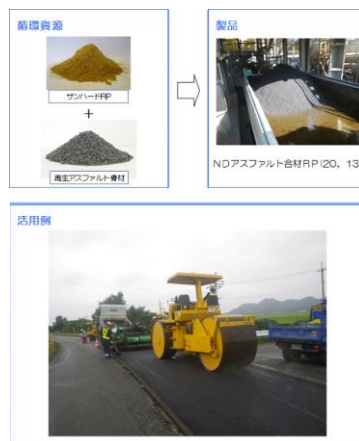 循環資源
サンハードRP
+
再生アスファルト骨材
製品
NDアスファルト合材RP(20、13
活用例